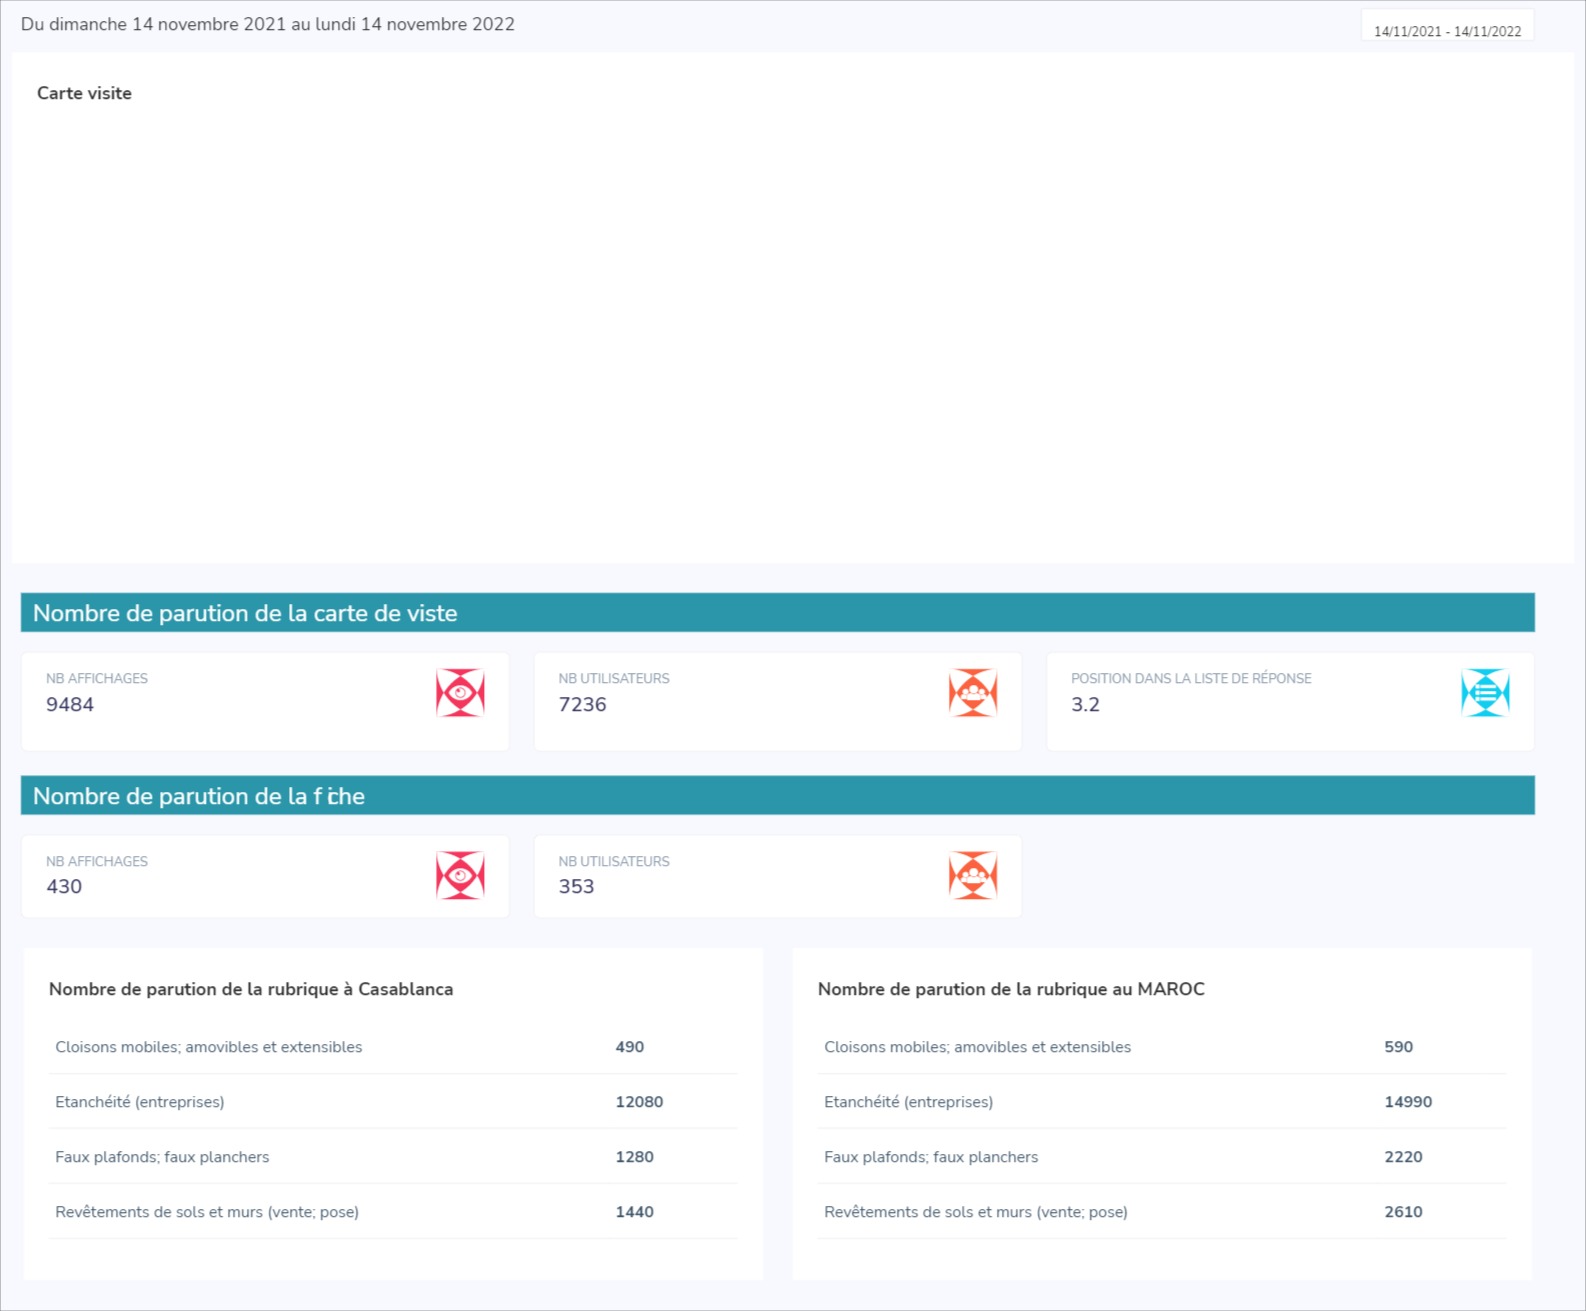 Du dimanche 14 novembre 2021 au lundi 14 novembre 2022
14/11/2021 - 14/11/2022
Carte visite
Nombre de parution de la carte de viste
NB AFFICHAGES
9484
NB UTILISATEURS
7236
POSITION DANS LA LISTE DE RÉPONSE
3.2
Nombre de parution de la fiche
NB AFFICHAGES
430
NB UTILISATEURS
353
Nombre de parution de la rubrique à Casablanca
Cloisons mobiles; amovibles et extensibles 490
Etanchéité (entreprises) 12080
Faux plafonds; faux planchers 1280
Revêtements de sols et murs (vente; pose) 1440
Nombre de parution de la rubrique au MAROC
Cloisons mobiles; amovibles et extensibles 590
Etanchéité (entreprises) 14990
Faux plafonds; faux planchers 2220
Revêtements de sols et murs (vente; pose) 2610